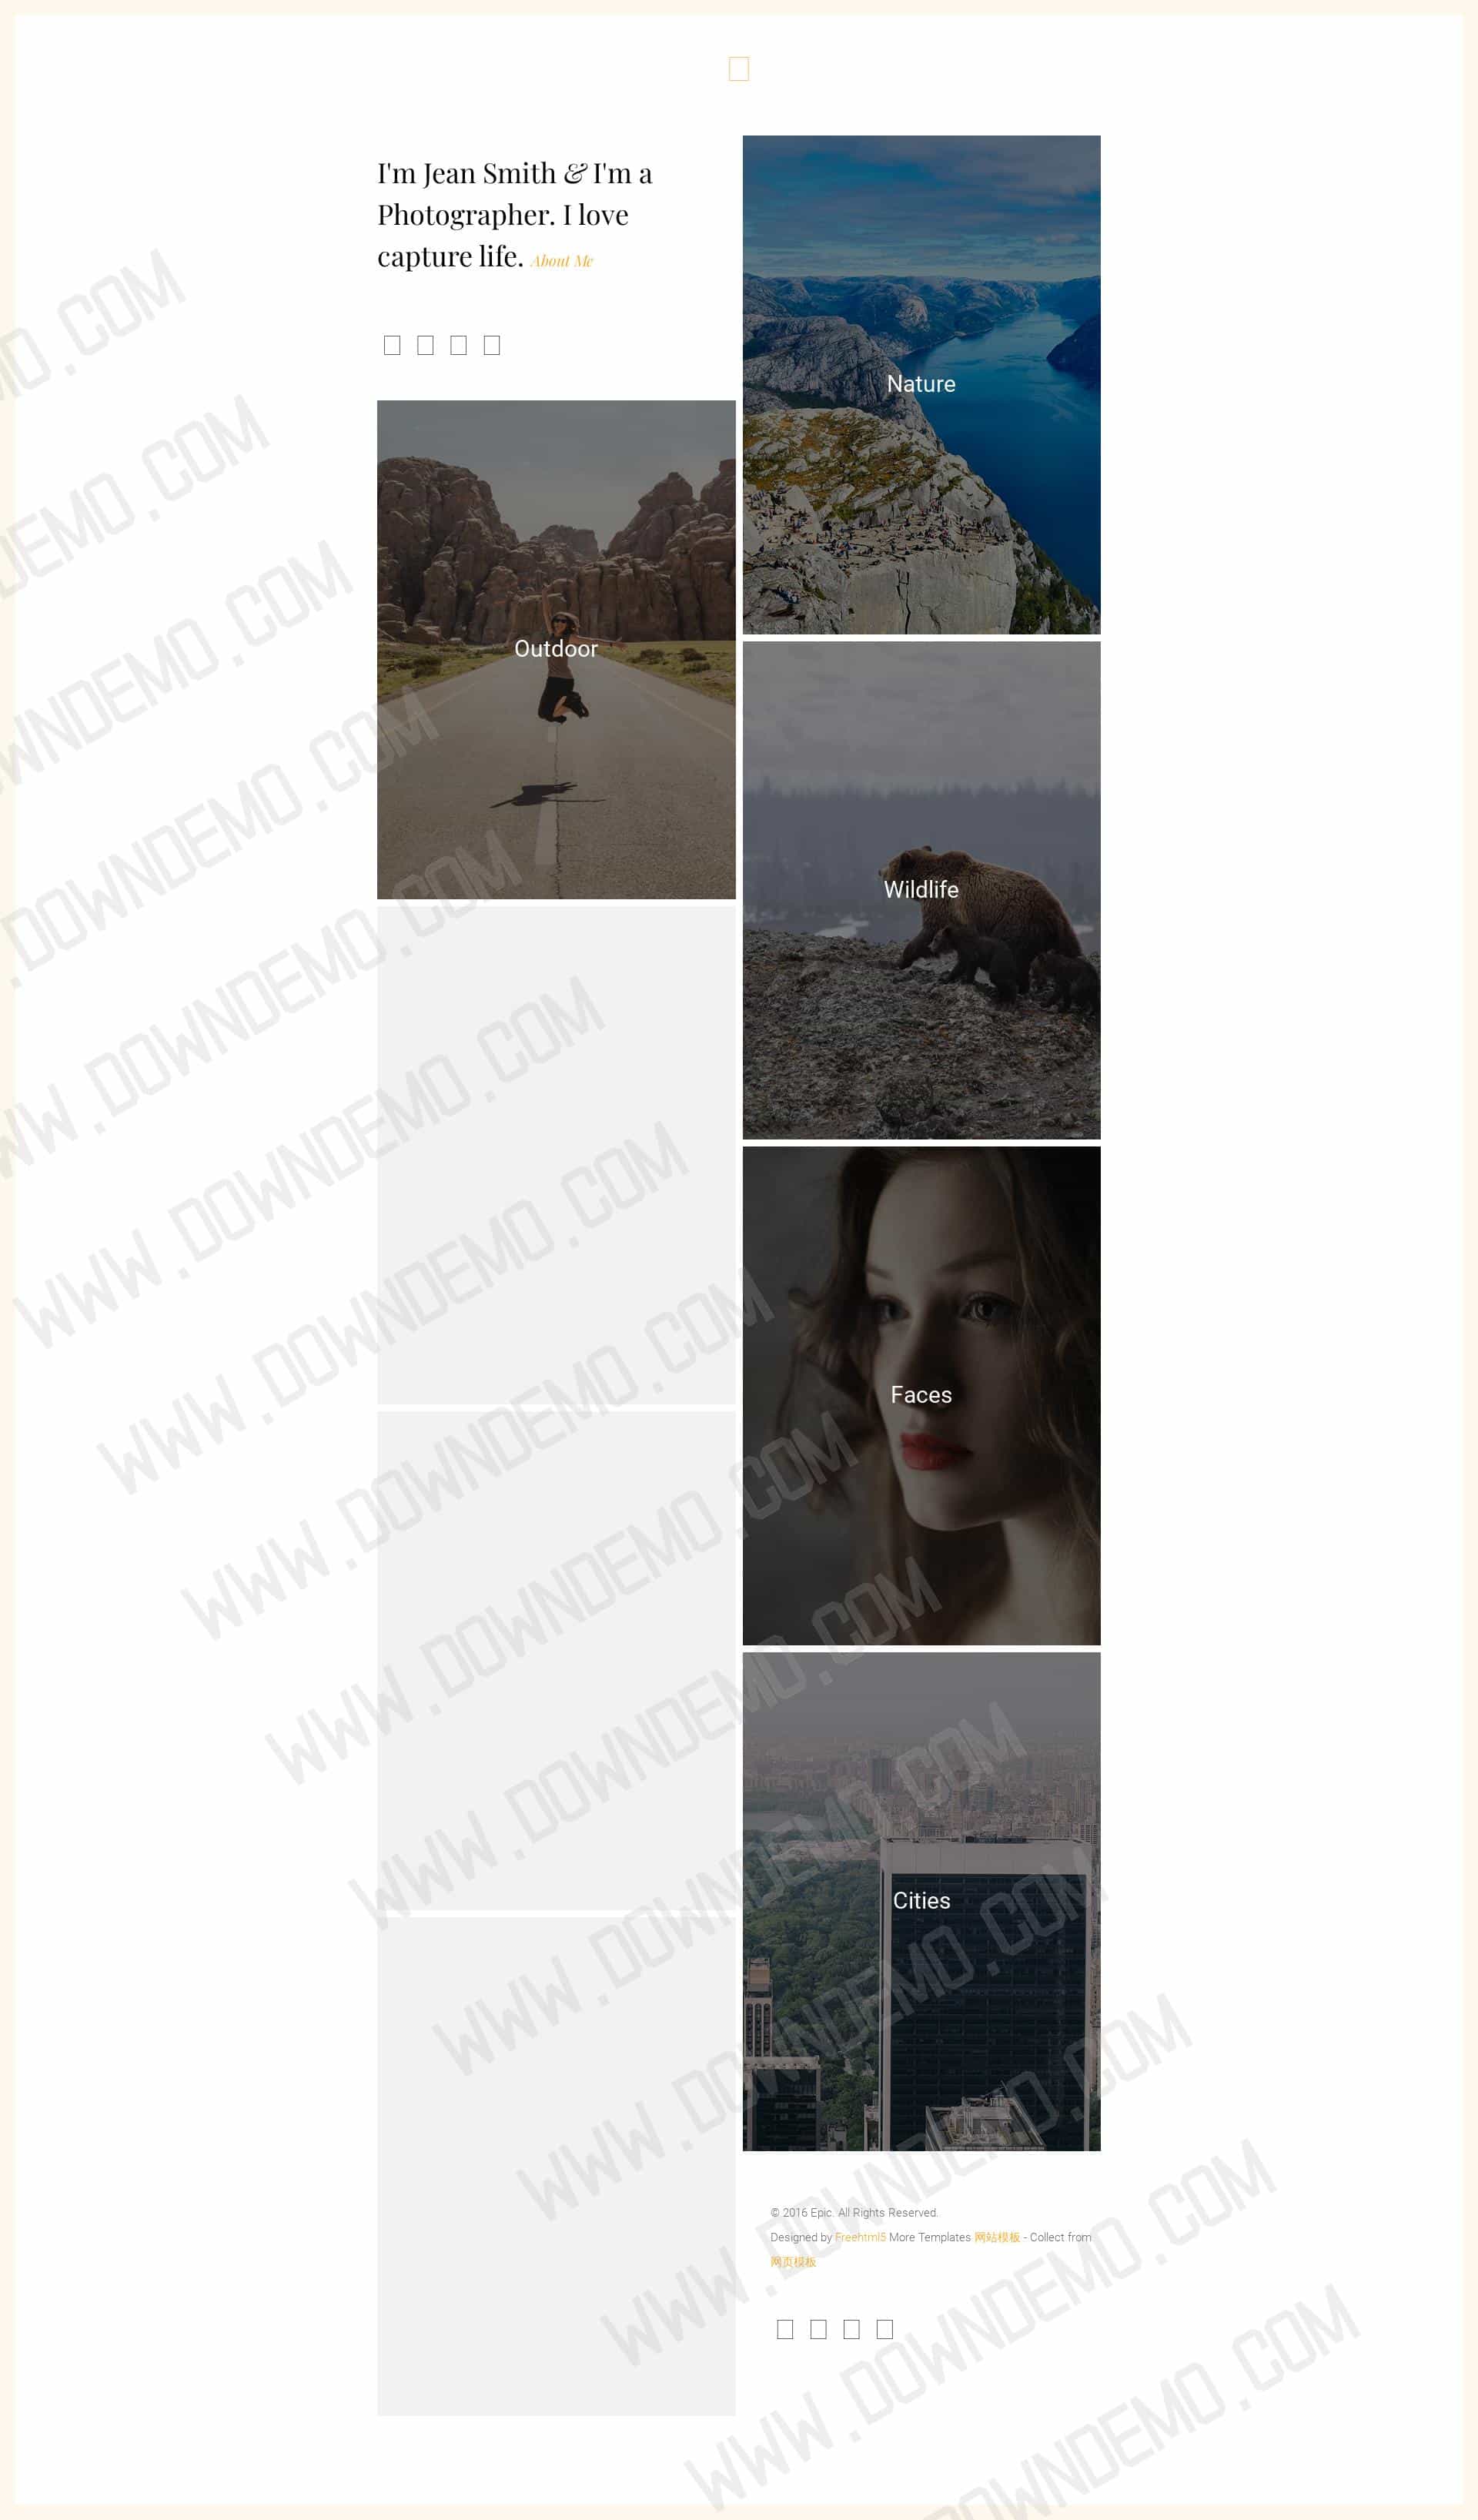 I'm Jean Smith & I'm a
Photographer. I love
capture life. About Me
Nature
Outdoor
Wildlife
Faces
Cities
© 2016 Epic. All Rights Reserved.
Designed by Freehtml5 More Templates 网站模板 - Collect from
网页模板
WWW.DOWNDEMO.COM